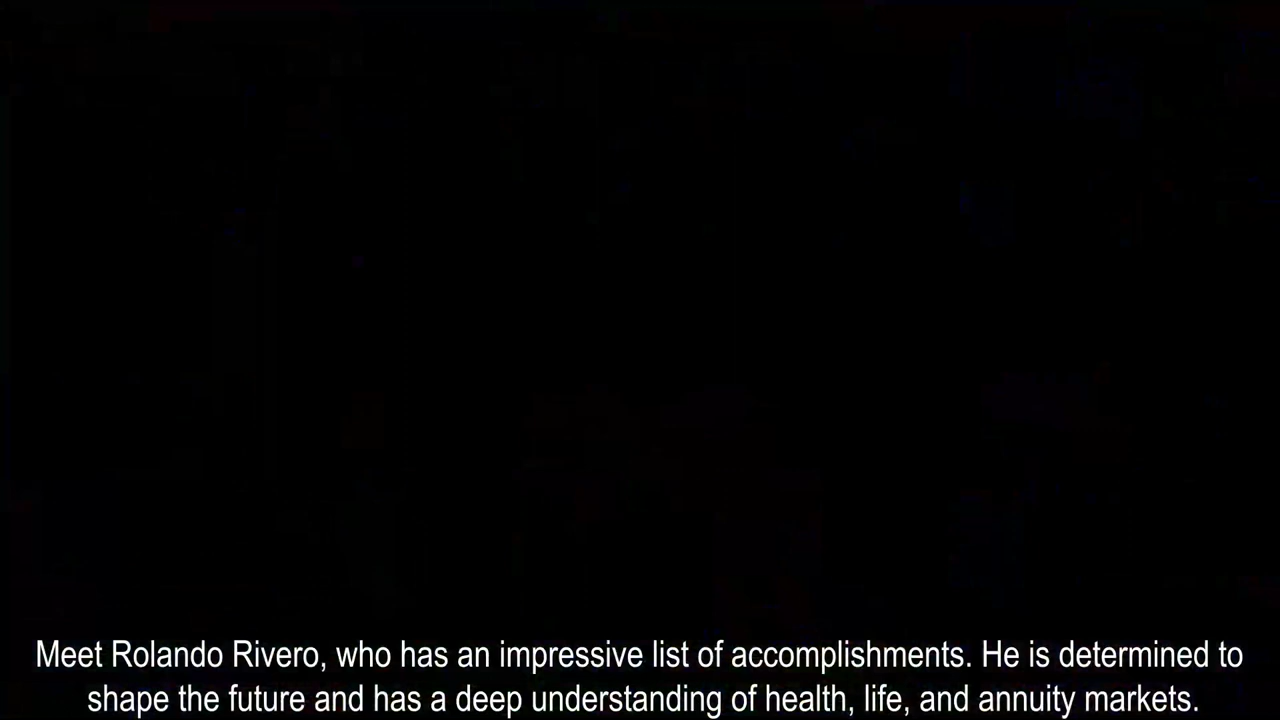 Meet Rolando Rivero, who has an impressive list of accomplishments. He is determined to
shape the future and has a deep understanding of health, life, and annuity markets.